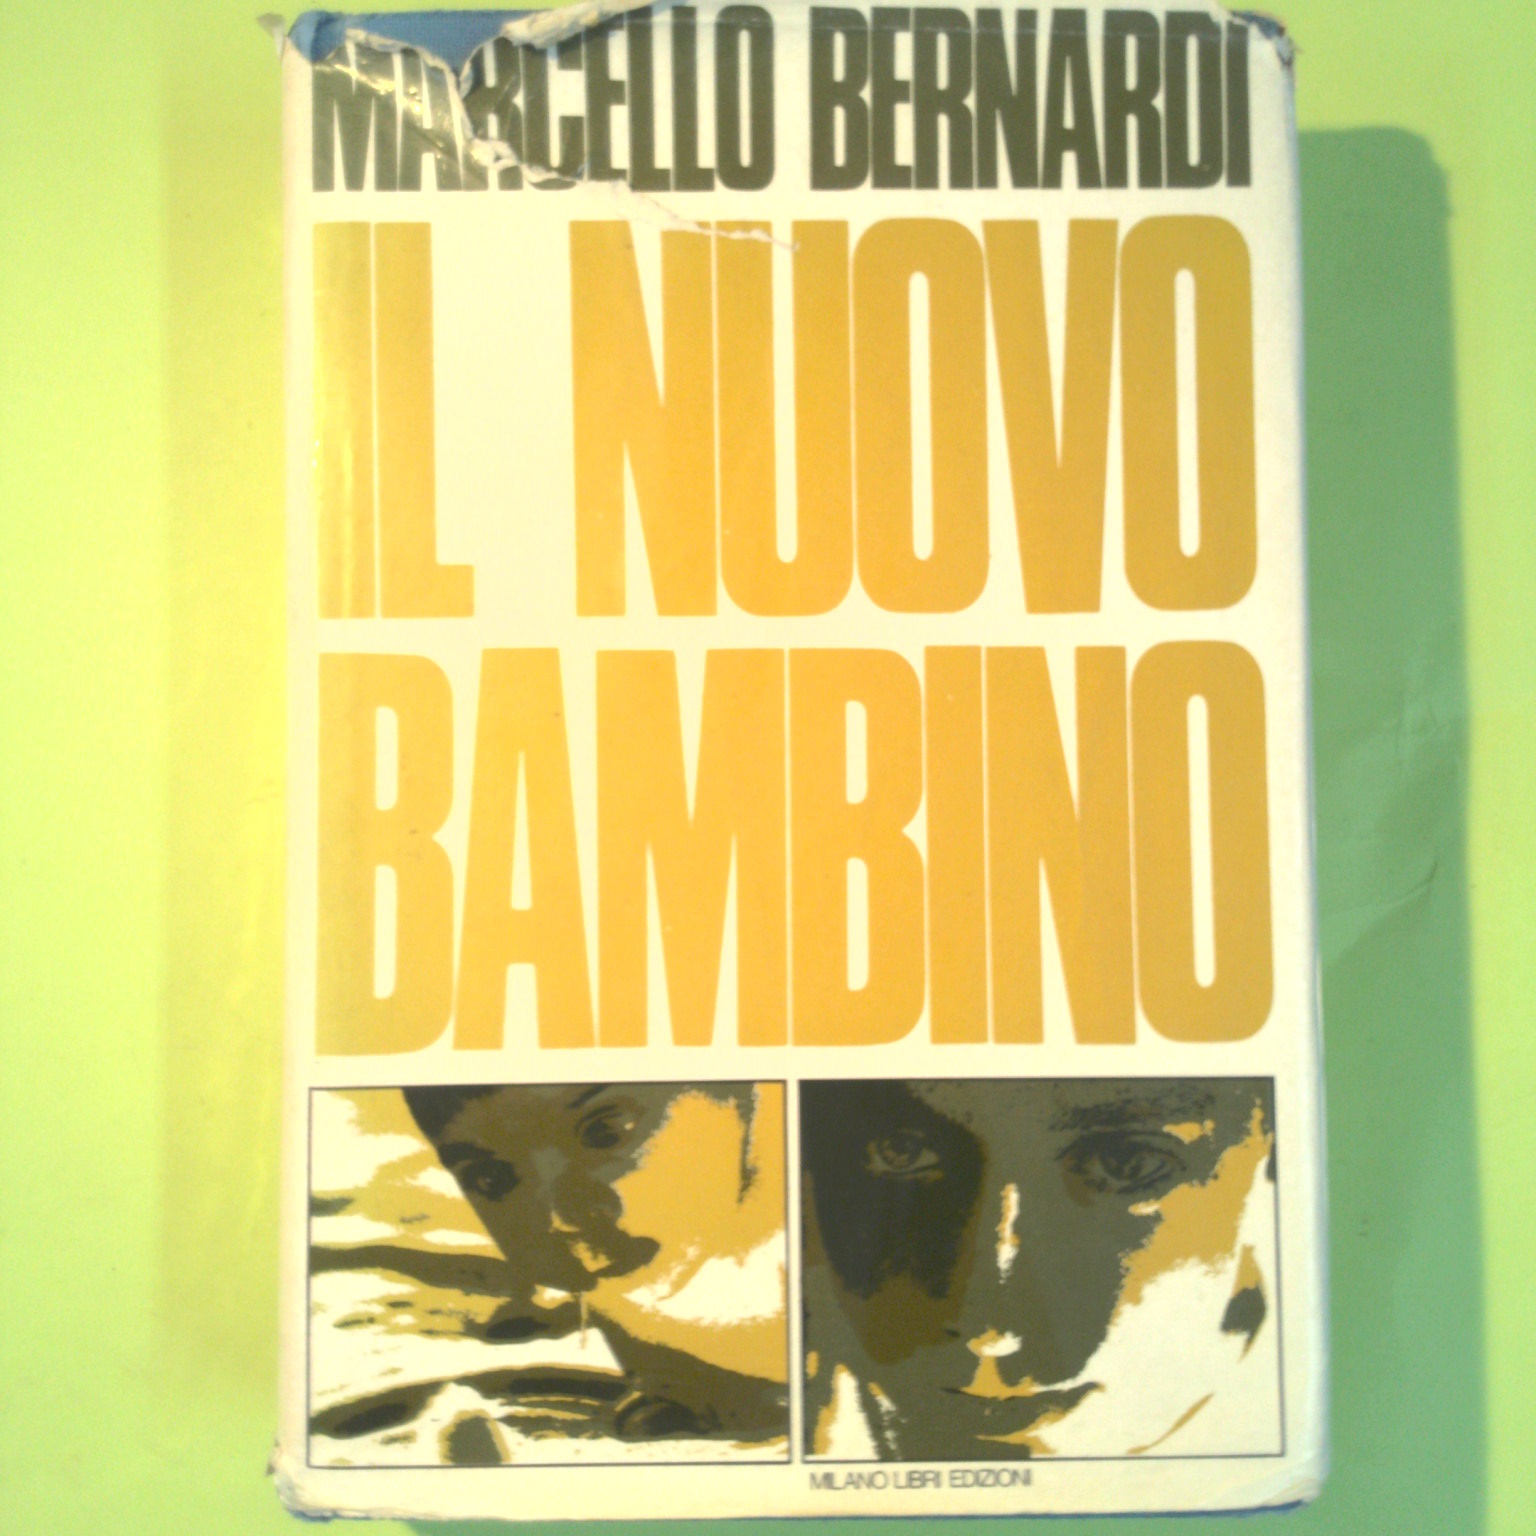 MARCELLO BERNARDI
IL NUOVO
BAMBINO
MILANO LIBRI EDIZIONI